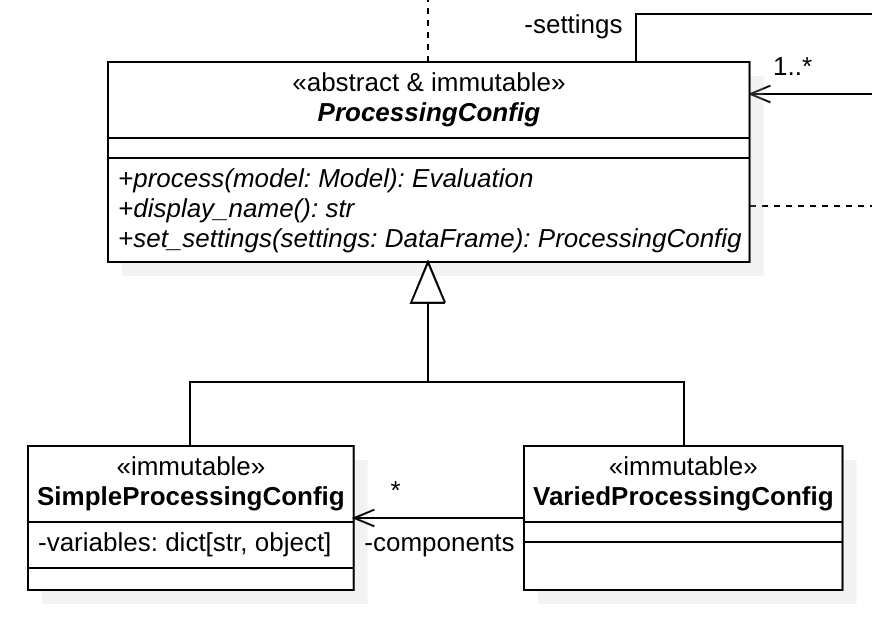 -settings
1..*
«abstract & immutable»
ProcessingConfig
+process(model: Model): Evaluation
+display_name(): str
+set_settings(settings: DataFrame): ProcessingConfig
«immutable»
SimpleProcessingConfig
-variables: dict[str, object]
*
-components
«immutable»
VariedProcessingConfig